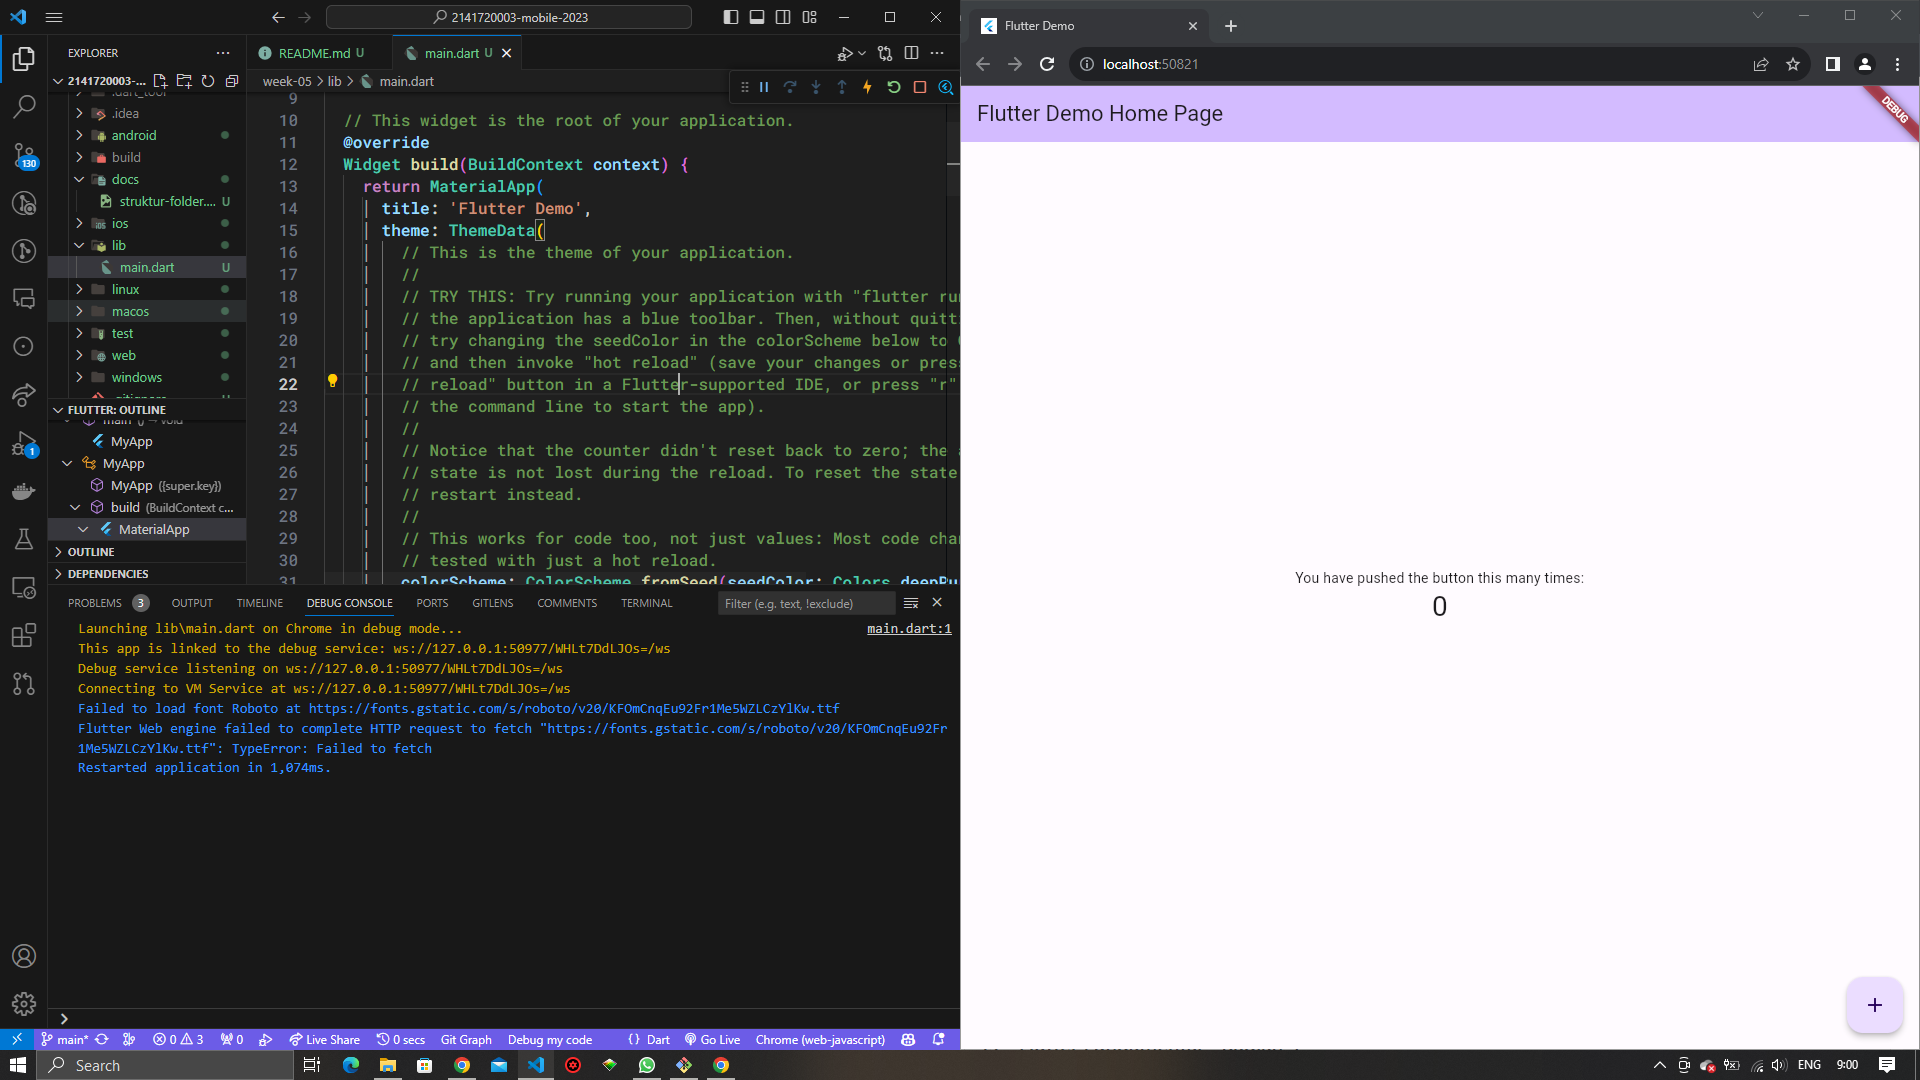 2141720003-mobile-2023
EXPLORER
2141720003-...
.dart_tool
.idea
android
build
docs
struktur-folder.... U
ios
lib
main.dart U
linux
macos
test
web
windows
.gitignore
FLUTTER: OUTLINE
main () → void
MyApp
MyApp
MyApp ({super.key})
build (BuildContext c...
MaterialApp
OUTLINE
DEPENDENCIES
130
1
README.md U
main.dart U
week-05 > lib > main.dart
9
10 // This widget is the root of your application.
11 @override
12 Widget build(BuildContext context) {
13 return MaterialApp(
14 title: 'Flutter Demo',
15 theme: ThemeData(
16 // This is the theme of your application.
17 //
18 // TRY THIS: Try running your application with "flutter ru
19 // the application has a blue toolbar. Then, without quitt
20 // try changing the seedColor in the colorScheme below to
21 // and then invoke "hot reload" (save your changes or pres
22 // reload" button in a Flutter-supported IDE, or press "r"
23 // the command line to start the app).
24 //
25 // Notice that the counter didn't reset back to zero; the a
26 // state is not lost during the reload. To reset the state
27 // restart instead.
28 //
29 // This works for code too, not just values: Most code cha
30 // tested with just a hot reload.
31 colorScheme: ColorScheme.fromSeed(seedColor: Colors.deepPu
PROBLEMS 3 OUTPUT TIMELINE DEBUG CONSOLE PORTS GITLENS COMMENTS TERMINAL Filter (e.g. text, !exclude)
Launching lib\main.dart on Chrome in debug mode... main.dart:1
This app is linked to the debug service: ws://127.0.0.1:50977/WHLt7DdLJOs=/ws
Debug service listening on ws://127.0.0.1:50977/WHLt7DdLJOs=/ws
Connecting to VM Service at ws://127.0.0.1:50977/WHLt7DdLJOs=/ws
Failed to load font Roboto at https://fonts.gstatic.com/s/roboto/v20/KFOmCnqEu92Fr1Me5WZLCzYlKw.ttf
Flutter Web engine failed to complete HTTP request to fetch "https://fonts.gstatic.com/s/roboto/v20/KFOmCnqEu92Fr
1Me5WZLCzYlKw.ttf": TypeError: Failed to fetch
Restarted application in 1,074ms.
main* 0 3 0 Live Share 0 secs Git Graph Debug my code {} Dart Go Live Chrome (web-javascript)
Flutter Demo
localhost:50821
Flutter Demo Home Page
DEBUG
You have pushed the button this many times:
0
+
Search
ENG 9:00